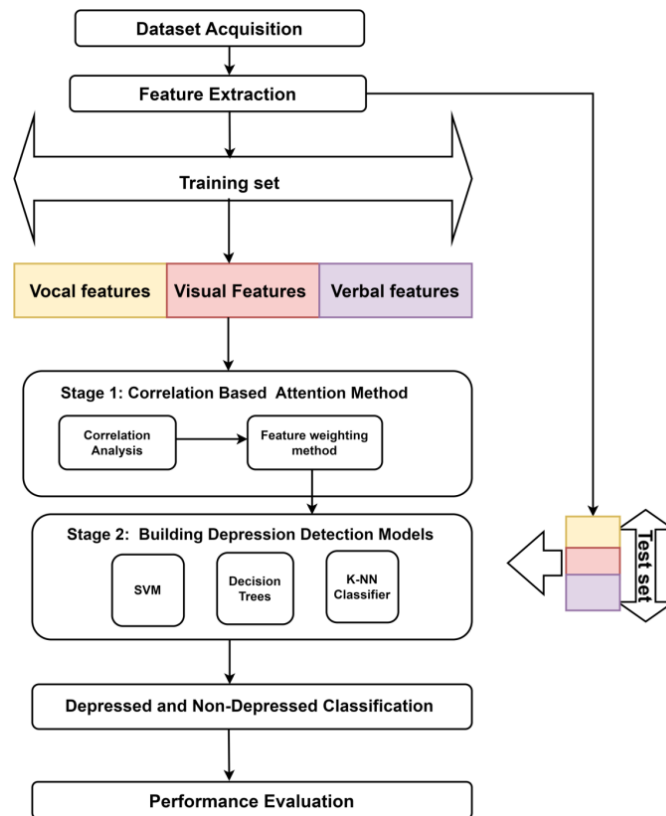 Dataset Acquisition
Feature Extraction
Training set
Vocal features
Visual Features
Verbal features
Stage 1: Correlation Based Attention Method
Correlation
Analysis
Feature weighting
method
Stage 2: Building Depression Detection Models
SVM
Decision
Trees
K-NN
Classifier
Test set
Depressed and Non-Depressed Classification
Performance Evaluation